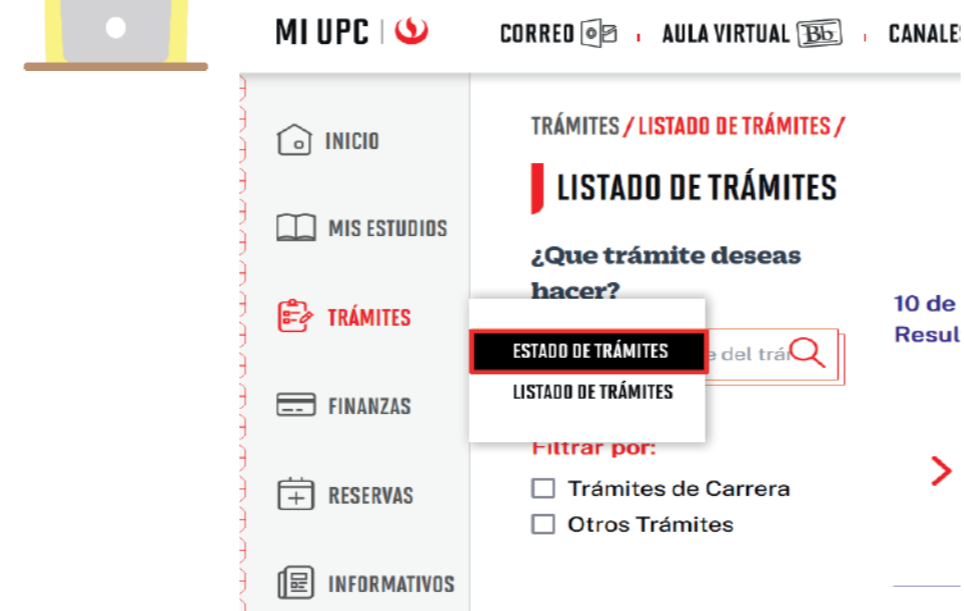 MI UPC
CORREO
AULA VIRTUAL Bb
CANALES
INICIO
MIS ESTUDIOS
TRÁMITES
FINANZAS
RESERVAS
INFORMATIVOS
TRÁMITES / LISTADO DE TRÁMITES /
LISTADO DE TRÁMITES
¿Que trámite deseas
hacer?
ESTADO DE TRÁMITES
LISTADO DE TRÁMITES
del trá
Filtrar por:
Trámites de Carrera
Otros Trámites
10 de
Resul